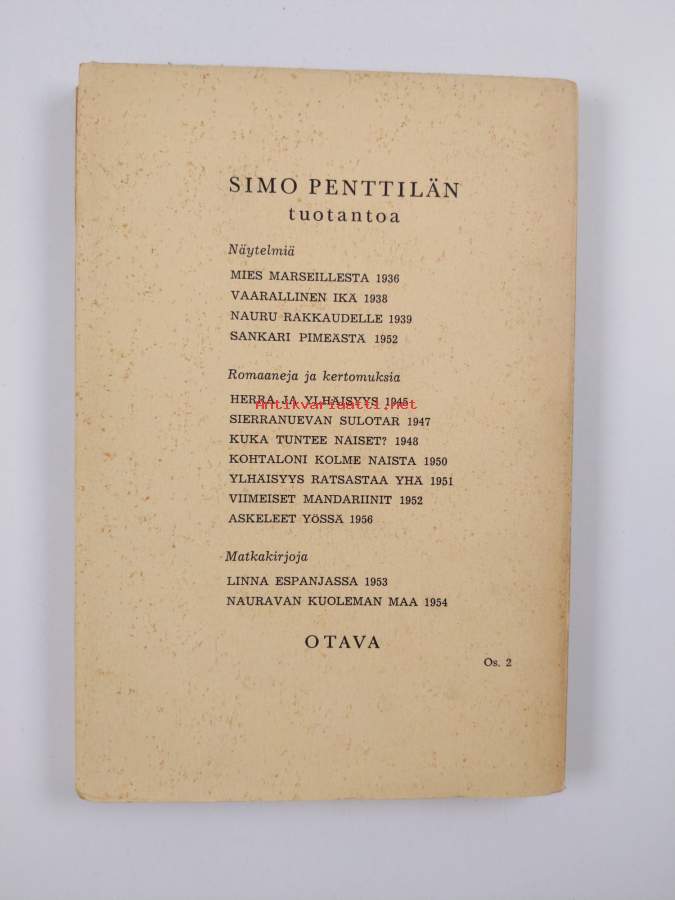 SIMO PENTTILÄN
tuotantoa
Näytelmiä
MIES MARSEILLESTA 1936
VAARALLINEN IKÄ 1938
NAURU RAKKAUDELLE 1939
SANKARI PIMEÄSTÄ 1952
Romaaneja ja kertomuksia
HERRA JA YLHÄISYYS 1945
Antikvariaatti.net
SIERRANUEVAN SULOTAR 1947
KUKA TUNTEE NAISET? 1948
KOHTALONI KOLME NAISTA 1950
YLHÄISYYS RATSASTAA YHÄ 1951
VIIMEISET MANDARIINIT 1952
ASKELEET YÖSSÄ 1956
Matkakirjoja
LINNA ESPANJASSA 1953
NAURAVAN KUOLEMAN MAA 1954
OTAVA
Os. 2